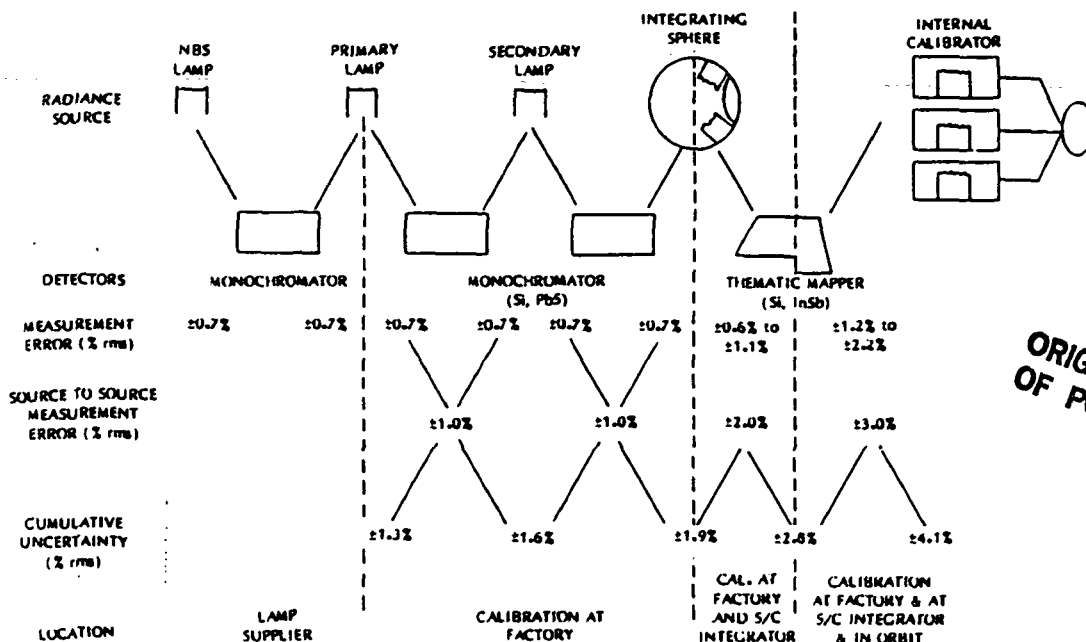 NBS LAMP
PRIMARY LAMP
SECONDARY LAMP
INTEGRATING SPHERE
INTERNAL CALIBRATOR
RADIANCE SOURCE
DETECTORS
MONOCHROMATOR
MONOCHROMATOR
(Si, PbS)
THEMATIC MAPPER
(Si, InSb)
MEASUREMENT ERROR (% rms)
±0.7% ±0.7% ±0.7% ±0.7% ±0.7% ±0.7% ±0.6% to ±1.1% ±1.2% to ±2.2%
SOURCE TO SOURCE MEASUREMENT ERROR (% rms)
±1.0% ±1.0% ±2.0% ±3.0%
CUMULATIVE UNCERTAINTY (% rms)
±1.3% ±1.6% ±1.9% ±2.8% ±4.1%
LOCATION
LAMP SUPPLIER
CALIBRATION AT FACTORY
CAL. AT FACTORY AND S/C INTEGRATOR
CALIBRATION AT FACTORY & AT S/C INTEGRATOR & IN ORBIT
OF